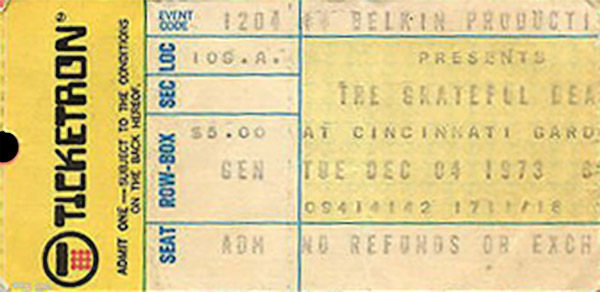 TICKETRON®
ADMIT ONE—SUBJECT TO THE CONDITIONS
ON THE BACK HEREOF.
EVENT CODE 1204
LOC 10S.A.
SEC
ROW-BOX $5.00
GEN
SEAT ADM
BELKIN PRODUCTI
PRESENTS
THE GRATEFUL DEA
AT CINCINNATI GARD
TUE DEC 04 1973
NO REFUNDS OR EXCH